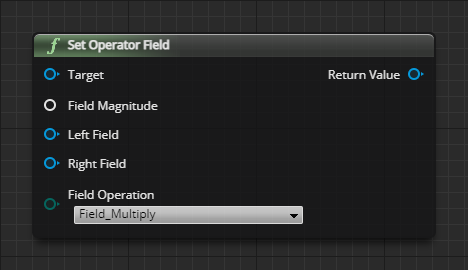 Set Operator Field
Target Return Value
Field Magnitude
Left Field
Right Field
Field Operation
Field_Multiply